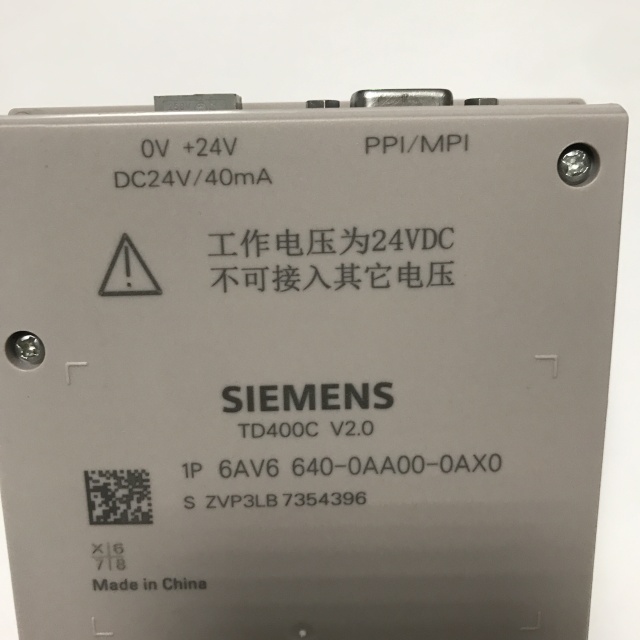 0V +24V
PPI/MPI
DC24V/40mA
工作电压为24VDC
不可接入其它电压
SIEMENS
TD400C V2.0
1P 6AV6 640-0AA00-0AX0
S ZVP3LB7354396
X|6
7|8
Made in China